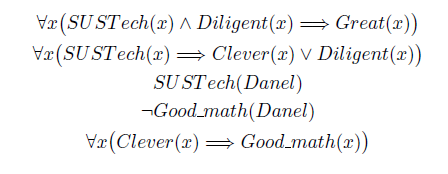 ∀x(SUSTech(x) ∧ Diligent(x) ⟹ Great(x))
∀x(SUSTech(x) ⟹ Clever(x) ∨ Diligent(x))
SUSTech(Danel)
¬Good_math(Danel)
∀x(Clever(x) ⟹ Good_math(x))